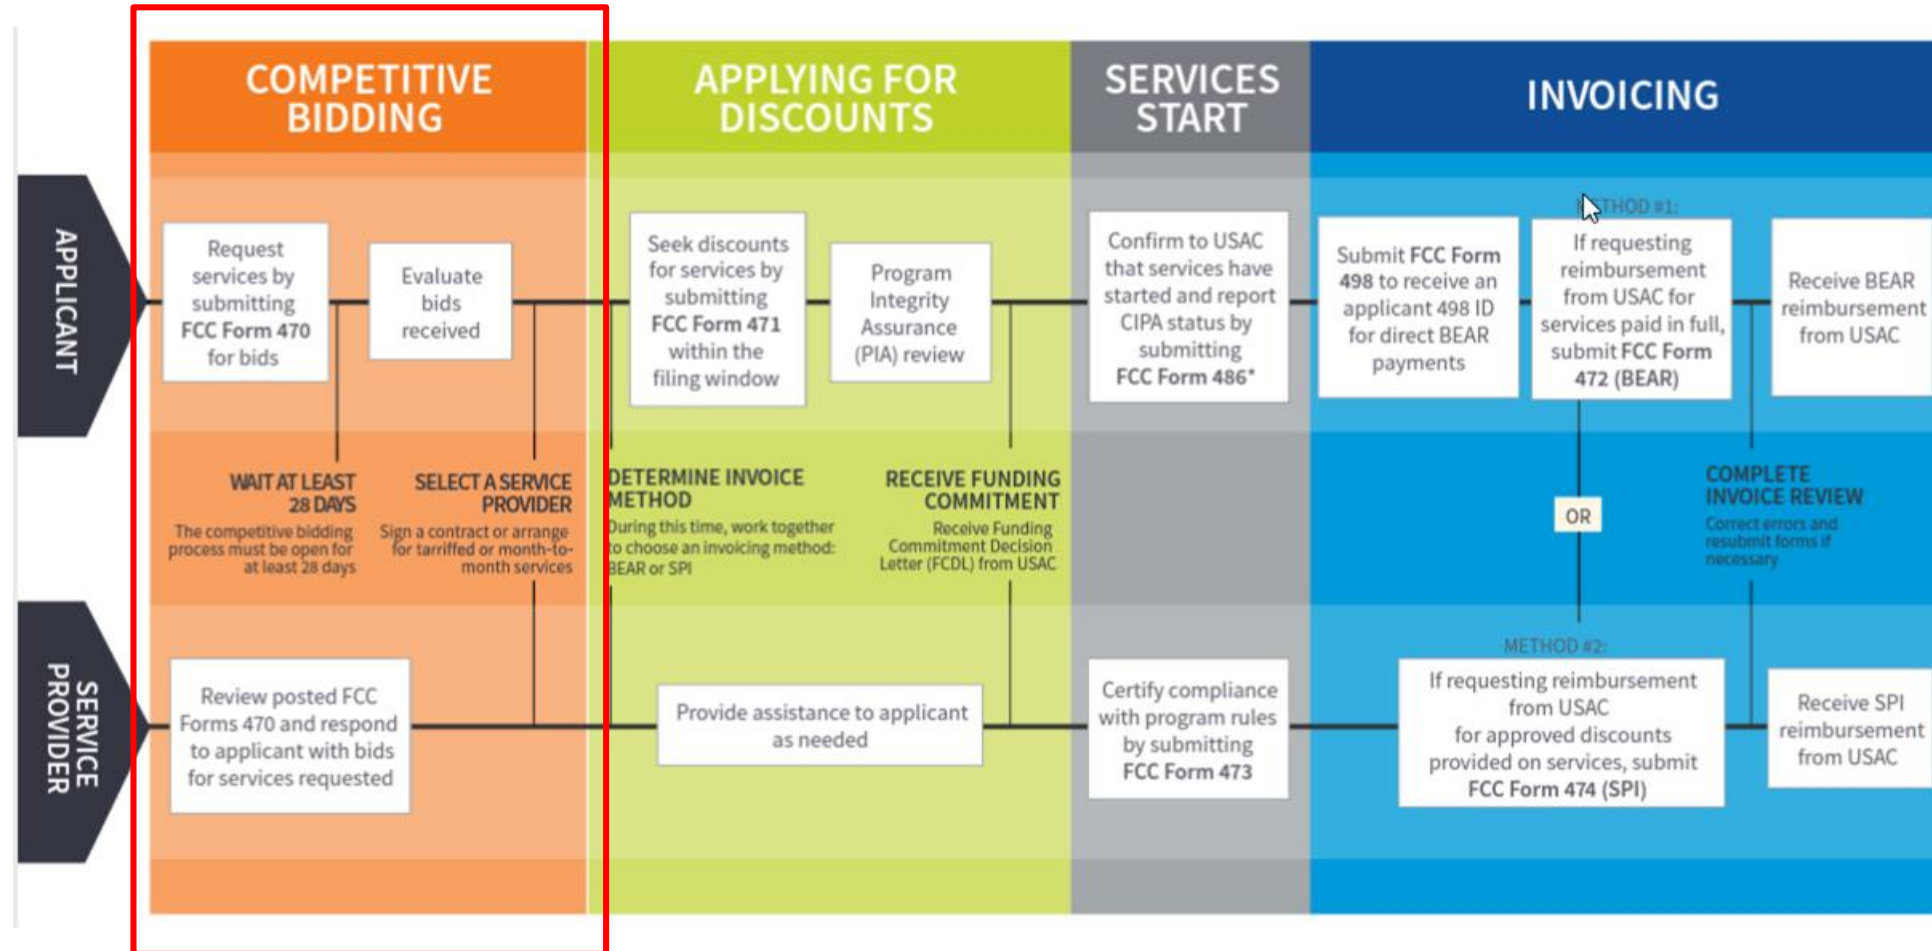 COMPETITIVE
BIDDING
APPLYING FOR
DISCOUNTS
SERVICES
START
INVOICING
APPLICANT
Request
services by
submitting
FCC Form 470
for bids
Evaluate
bids
received
Seek discounts
for services by
submitting
FCC Form 471
within the
filing window
Program
Integrity
Assurance
(PIA) review
Confirm to USAC
that services have
started and report
CIPA status by
submitting
FCC Form 486*
Submit FCC Form
498 to receive an
applicant 498 ID
for direct BEAR
payments
METHOD #1:
If requesting
reimbursement
from USAC for
services paid in full,
submit FCC Form
472 (BEAR)
Receive BEAR
reimbursement
from USAC
WAIT AT LEAST
28 DAYS
The competitive bidding
process must be open for
at least 28 days
SELECT A SERVICE
PROVIDER
Sign a contract or arrange
for tarriffed or month-to-
month services
DETERMINE INVOICE
METHOD
During this time, work together
to choose an invoicing method:
BEAR or SPI
RECEIVE FUNDING
COMMITMENT
Receive Funding
Commitment Decision
Letter (FCDL) from USAC
OR
COMPLETE
INVOICE REVIEW
Correct errors and
resubmit forms if
necessary
SERVICE
PROVIDER
Review posted FCC
Forms 470 and respond
to applicant with bids
for services requested
Provide assistance to applicant
as needed
Certify compliance
with program rules
by submitting
FCC Form 473
METHOD #2:
If requesting reimbursement
from USAC
for approved discounts
provided on services, submit
FCC Form 474 (SPI)
Receive SPI
reimbursement
from USAC